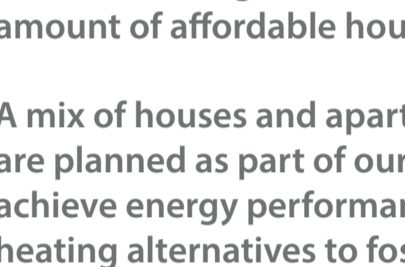 amount of affordable hou
A mix of houses and apart
are planned as part of our
achieve energy performan
heating alternatives to fos